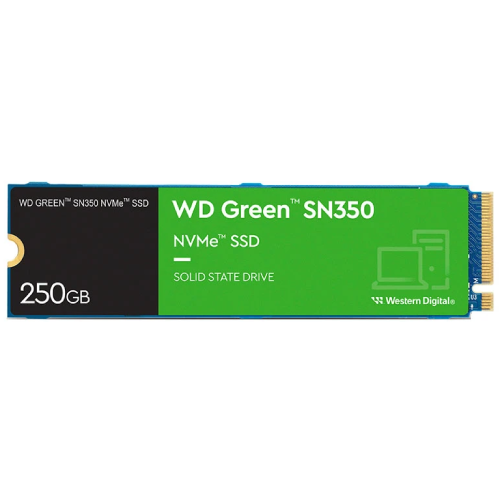 WD GREEN™ SN350 NVMe™ SSD
250GB
WD Green™ SN350
NVMe™ SSD
SOLID STATE DRIVE
Western Digital®